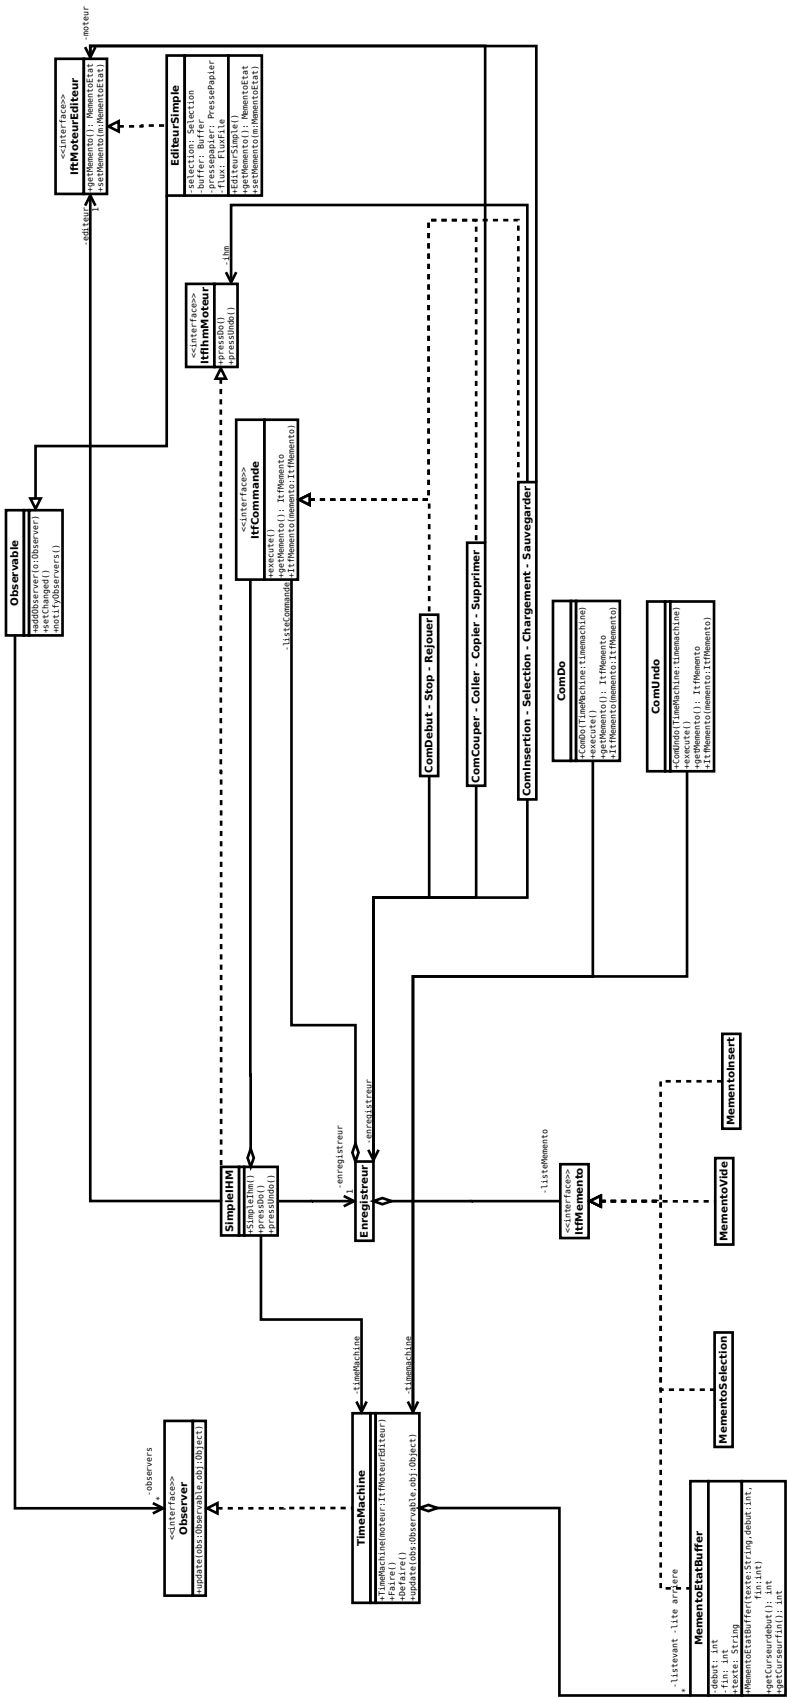 <<interface>>
Observer
+update(obs:Observable,obj:Object)
-observers
*
Observable
+addObserver(o:Observer)
+setChanged()
+notifyObservers()
<<interface>>
IftMoteurEditeur
+getMemento(): MementoEtat
+setMemento(m:MementoEtat)
-moteur
-editeur
1
EditeurSimple
-selection: Selection
-buffer: Buffer
-pressepapier: PressePapier
-flux: FluxFile
+EditeurSimple()
+getMemento(): MementoEtat
+setMemento(m:MementoEtat)
SimpleIHM
+SimpleIhm()
+pressDo()
+pressUndo()
<<interface>>
ItfIhmMoteur
+pressDo()
+pressUndo()
-ihm
<<interface>>
ItfCommande
+execute()
+getMemento(): ItfMemento
+ItfMemento(memento:ItfMemento)
-listeCommande
TimeMachine
+TimeMachine(moteur:ItfMoteurEditeur)
+Faire()
+Defaire()
+update(obs:Observable,obj:Object)
-timeMachine
-timemachine
Enregistreur
-enregistreur
1
-enregistreur
ComDebut - Stop - Rejouer
ComCouper - Coller - Copier - Supprimer
ComInsertion - Selection - Chargement - Sauvegarder
<<interface>>
ItfMemento
-listeMemento
ComDo
+ComDo(TimeMachine:timemachine)
+execute()
+getMemento(): ItfMemento
+ItfMemento(memento:ItfMemento)
ComUndo
+ComUndo(TimeMachine:timemachine)
+execute()
+getMemento(): ItfMemento
+ItfMemento(memento:ItfMemento)
-listevant -lite arriere
*
MementoEtatBuffer
-debut: int
-fin: int
+texte: String
+MementoEtatBuffer(texte:String,debut:int,
fin:int)
+getCurseurdebut(): int
+getCurseurfin(): int
MementoSelection
MementoVide
MementoInsert